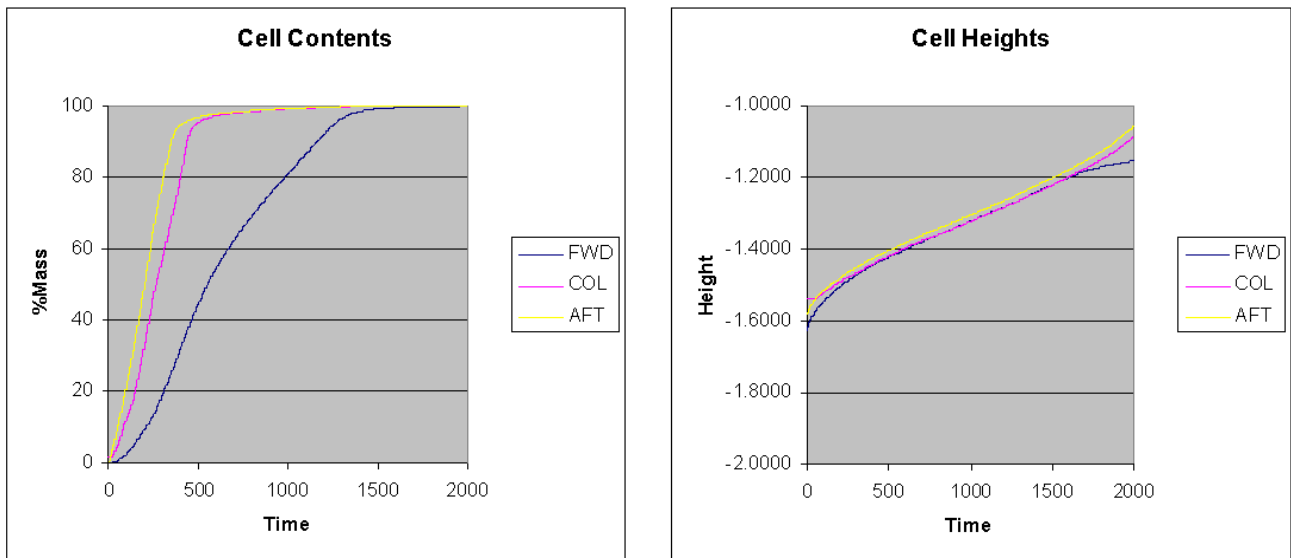 Cell Contents
%Mass
100
80
60
40
20
0
0 500 1000 1500 2000
Time
FWD
COL
AFT
Cell Heights
Height
-1.0000
-1.2000
-1.4000
-1.6000
-1.8000
-2.0000
0 500 1000 1500 2000
Time
FWD
COL
AFT